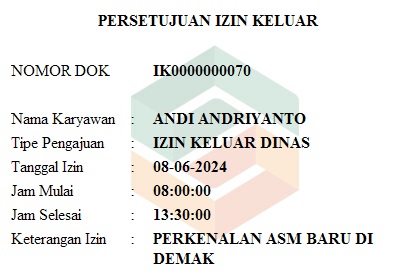 PERSETUJUAN IZIN KELUAR
NOMOR DOK IK0000000070
Nama Karyawan : ANDI ANDRIYANTO
Tipe Pengajuan : IZIN KELUAR DINAS
Tanggal Izin : 08-06-2024
Jam Mulai : 08:00:00
Jam Selesai : 13:30:00
Keterangan Izin : PERKENALAN ASM BARU DI
DEMAK